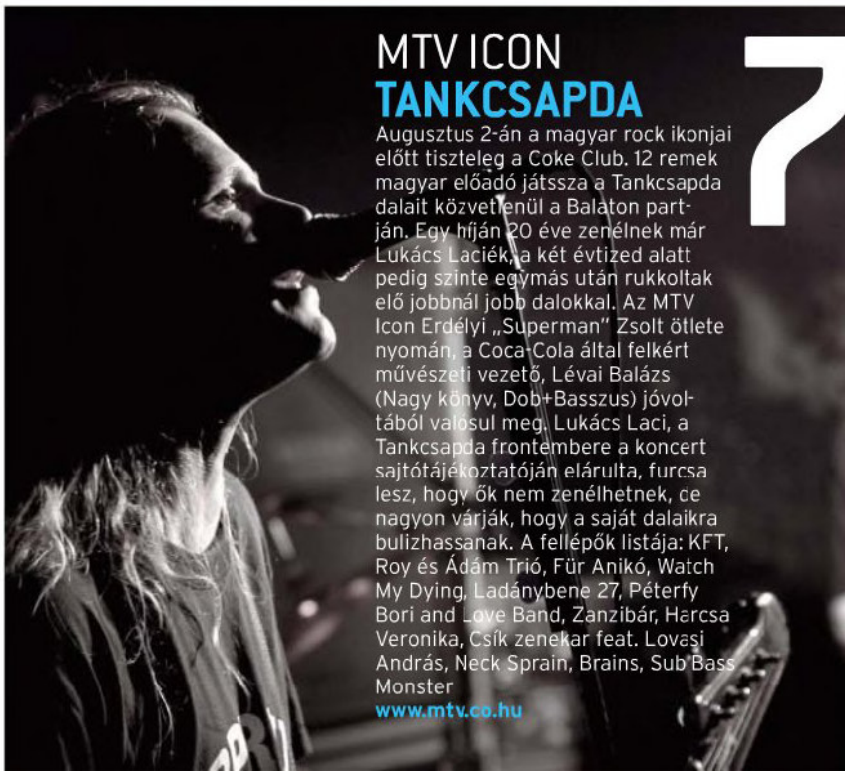 MTV ICON
TANKCSAPDA
7
Augusztus 2-án a magyar rock ikonjai
előtt tiszteleg a Coke Club. 12 remek
magyar előadó játssza a Tankcsapda
dalait közvetlenül a Balaton part-
ján. Egy híján 20 éve zenélnek már
Lukács Laciék, a két évtized alatt
pedig szinte egymás után rukkoltak
elő jobbnál jobb dalokkal. Az MTV
Icon Erdélyi „Superman” Zsolt ötlete
nyomán, a Coca-Cola által felkért
művészeti vezető, Lévai Balázs
(Nagy könyv, Dob+Basszus) jóvol-
tából valósul meg. Lukács Laci, a
Tankcsapda frontembere a koncert
sajtótájékoztatóján elárulta, furcsa
lesz, hogy ők nem zenélhetnek, de
nagyon várják, hogy a saját dalaikra
bulizhassanak. A fellépők listája: KFT,
Roy és Ádám Trió, Für Anikó, Watch
My Dying, Ladánybene 27, Péterfy
Bori and Love Band, Zanzibár, Harcsa
Veronika, Csík zenekar feat. Lovasi
András, Neck Sprain, Brains, Sub Bass
Monster
www.mtv.co.hu